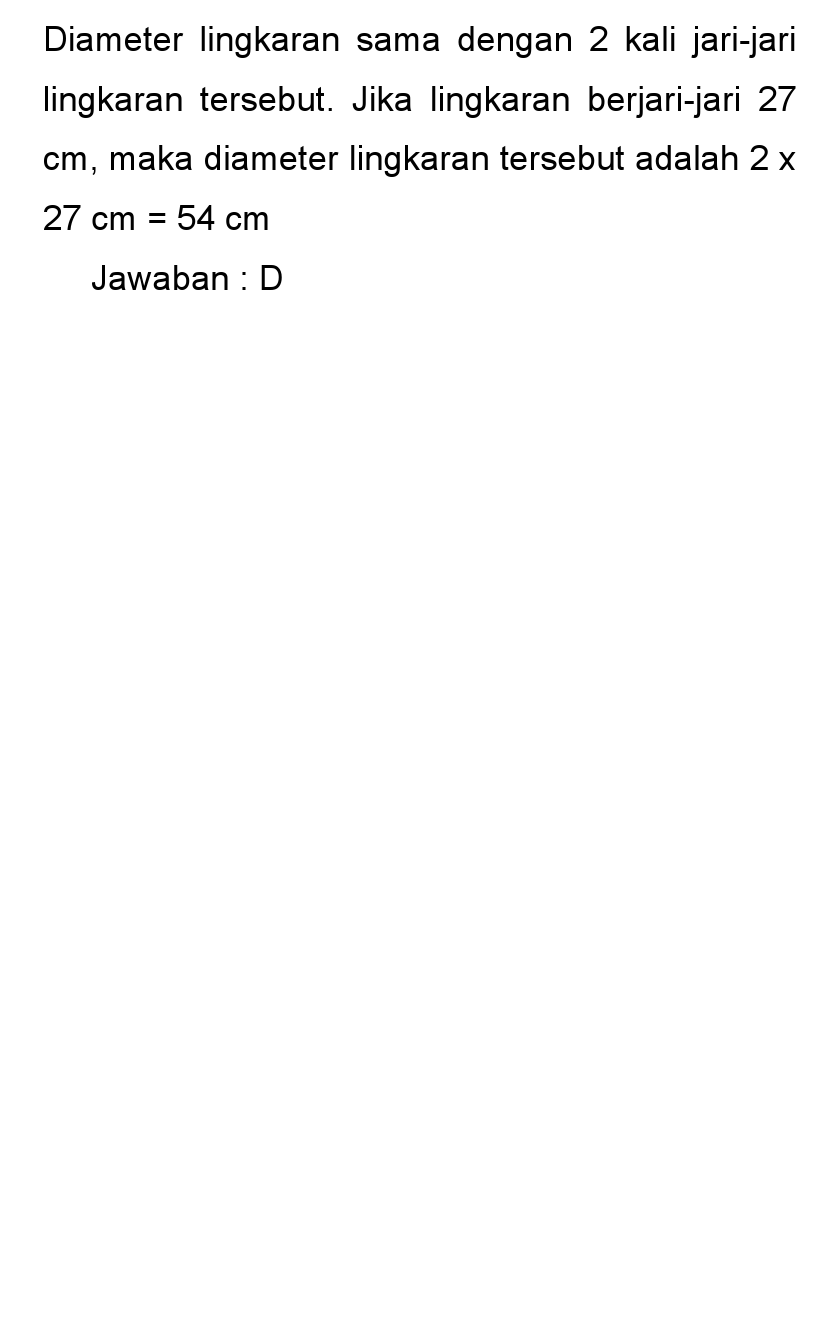 Diameter lingkaran sama dengan 2 kali jari-jari
lingkaran tersebut. Jika lingkaran berjari-jari 27
cm, maka diameter lingkaran tersebut adalah 2 x
27 cm = 54 cm
Jawaban : D